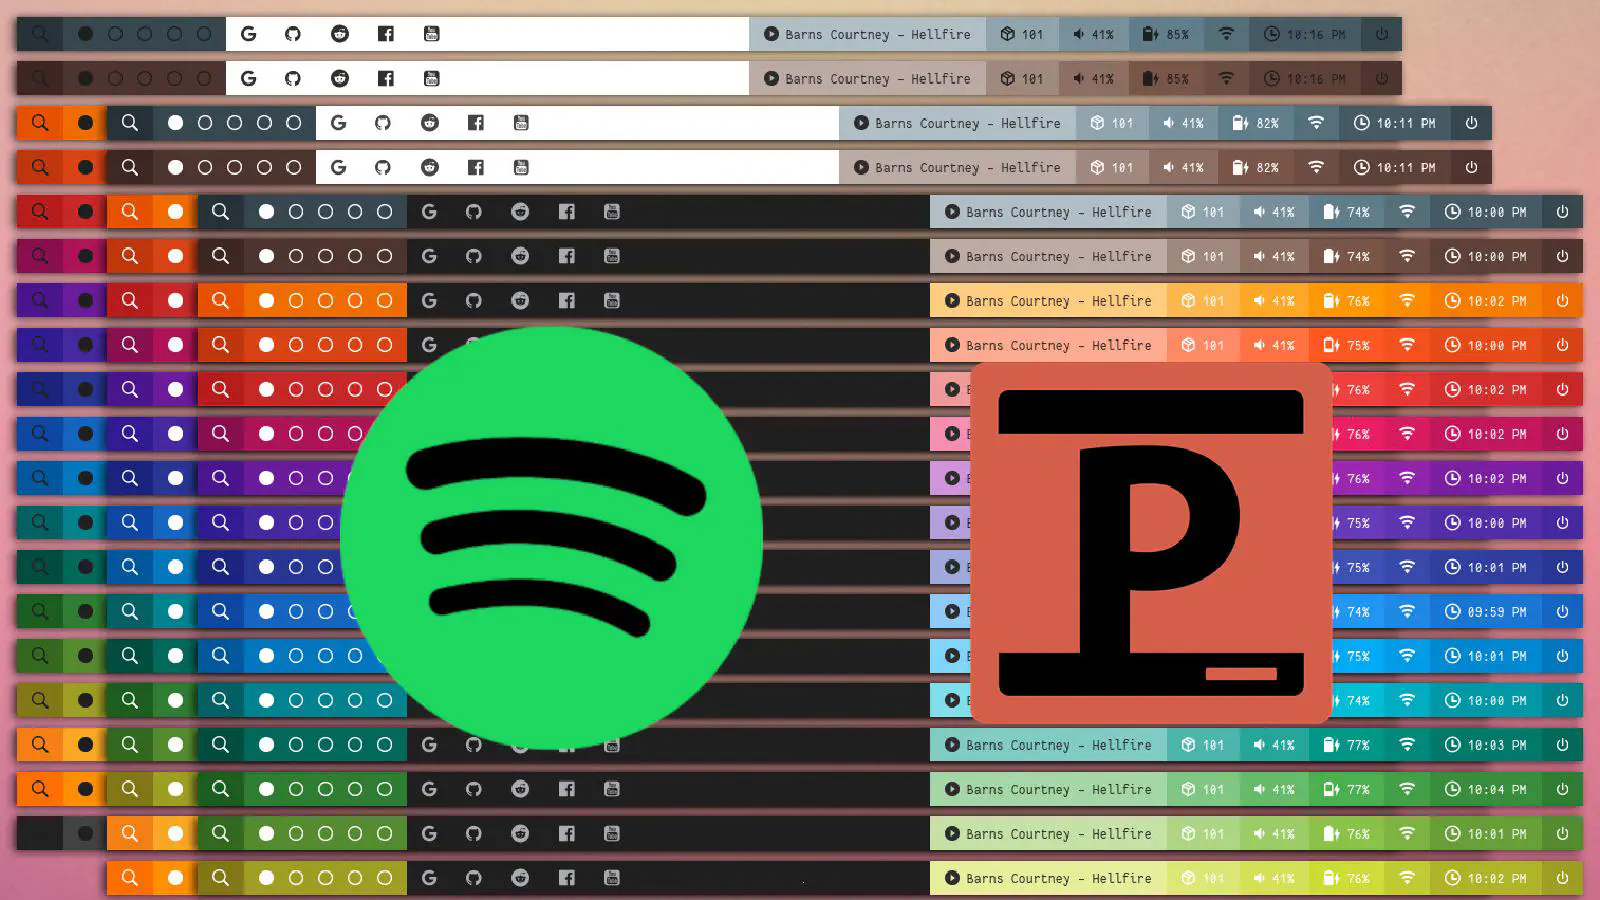 Barns Courtney - Hellfire 101 41% 85% 10:16 PM
Barns Courtney - Hellfire 101 41% 85% 10:16 PM
Barns Courtney - Hellfire 101 41% 82% 10:11 PM
Barns Courtney - Hellfire 101 41% 82% 10:11 PM
Barns Courtney - Hellfire 101 41% 74% 10:00 PM
Barns Courtney - Hellfire 101 41% 74% 10:00 PM
Barns Courtney - Hellfire 101 41% 76% 10:02 PM
Barns Courtney - Hellfire 101 41% 75% 10:00 PM
76% 10:02 PM
76% 10:02 PM
76% 10:02 PM
75% 10:00 PM
75% 10:01 PM
74% 09:59 PM
75% 10:01 PM
74% 10:00 PM
P
Barns Courtney - Hellfire 101 41% 77% 10:03 PM
Barns Courtney - Hellfire 101 41% 77% 10:04 PM
Barns Courtney - Hellfire 101 41% 76% 10:01 PM
Barns Courtney - Hellfire 101 41% 76% 10:02 PM